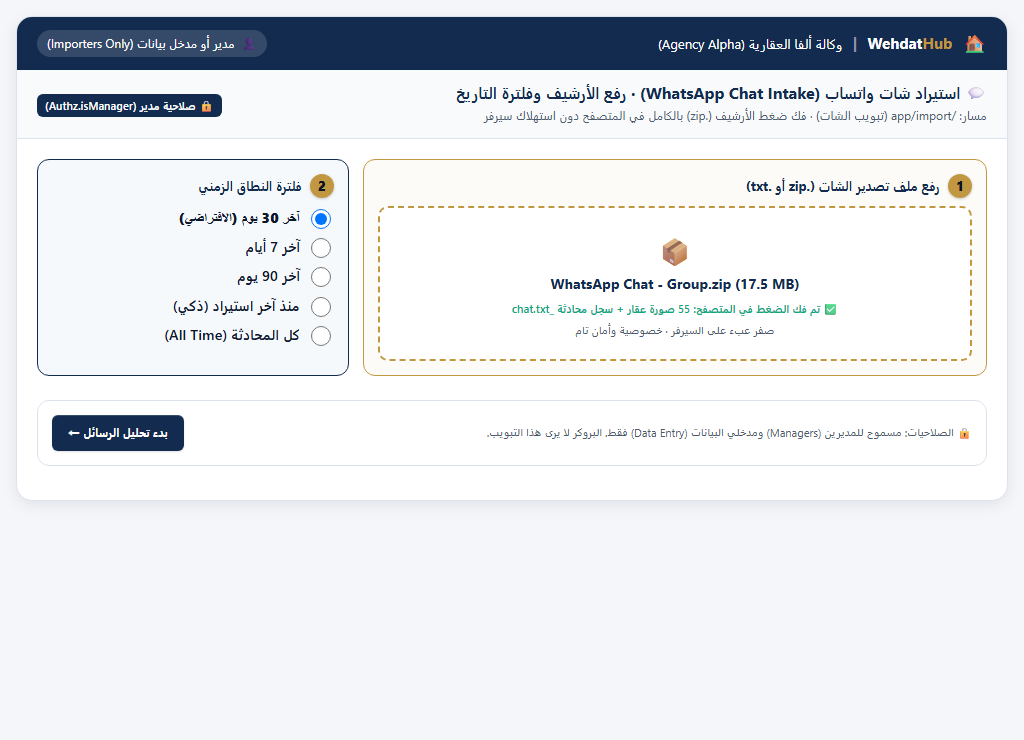 WehdatHub | وكالة ألفا العقارية (Agency Alpha)
مدير أو مدخل بيانات (Importers Only)
استيراد شات واتساب (WhatsApp Chat Intake) · رفع الأرشيف وفلترة التاريخ
مسار: /app/import (تبويب الشات) · فك ضغط الأرشيف (.zip) بالكامل في المتصفح دون استهلاك سيرفر
صلاحية مدير (Authz.isManager)
1 رفع ملف تصدير الشات (.zip أو .txt)
WhatsApp Chat - Group.zip (17.5 MB)
تم فك الضغط في المتصفح: 55 صورة عقار + سجل محادثة _chat.txt
صفر عبء على السيرفر · خصوصية وأمان تام
2 فلترة النطاق الزمني
آخر 30 يوم (الافتراضي)
آخر 7 أيام
آخر 90 يوم
منذ آخر استيراد (ذكي)
كل المحادثة (All Time)
الصلاحيات: مسموح للمديرين (Managers) ومدخلي البيانات (Data Entry) فقط. البروكر لا يرى هذا التبويب.
بدء تحليل الرسائل ←